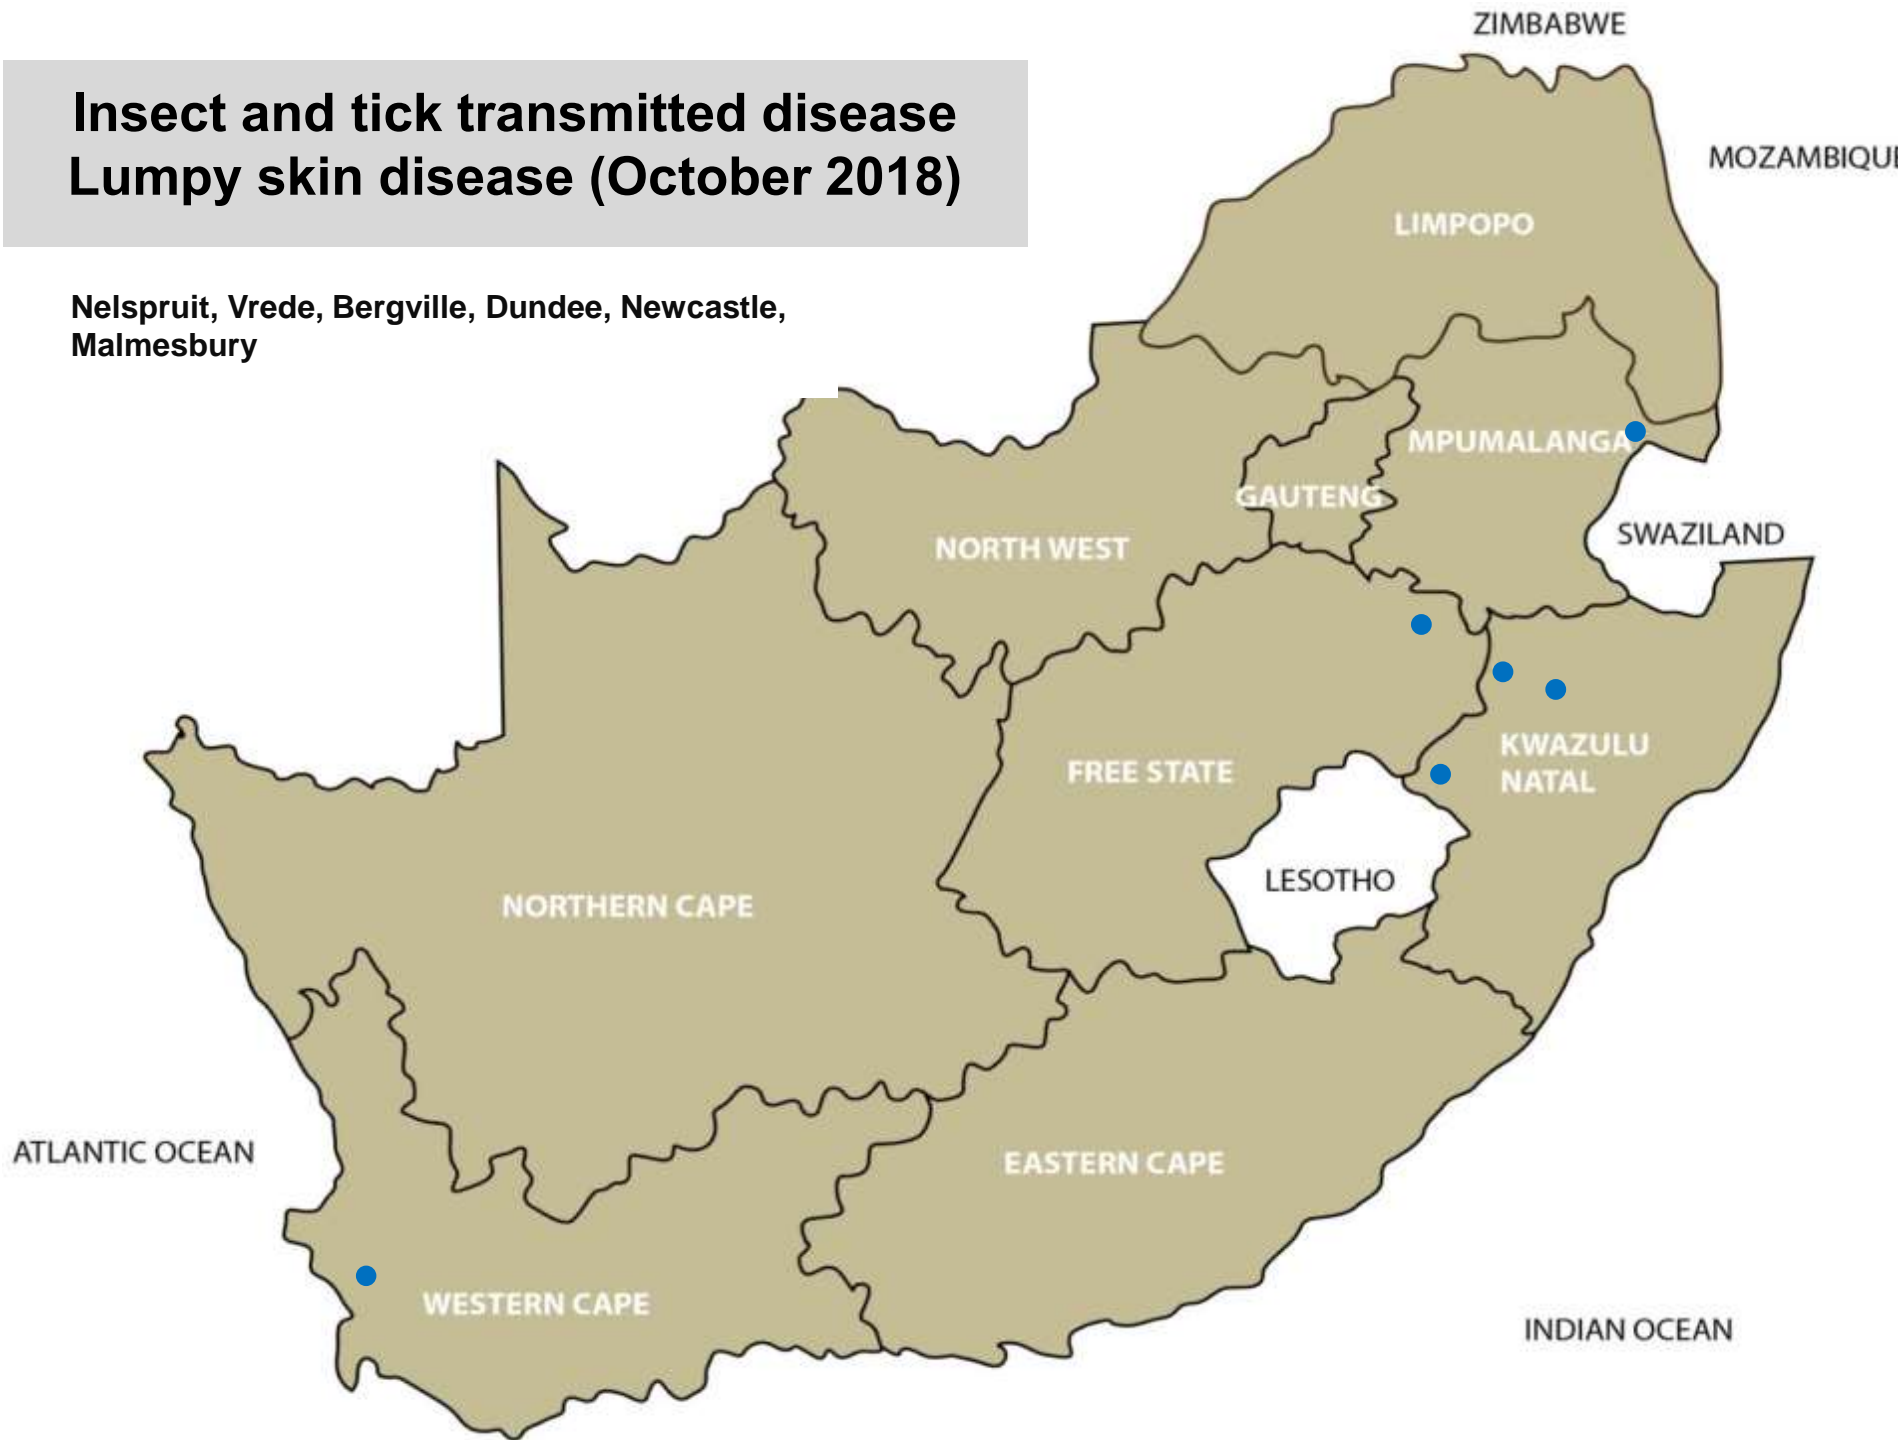 Insect and tick transmitted disease
Lumpy skin disease (October 2018)
Nelspruit, Vrede, Bergville, Dundee, Newcastle,
Malmesbury
ZIMBABWE
MOZAMBIQUE
LIMPOPO
MPUMALANGA
GAUTENG
NORTH WEST
SWAZILAND
KWAZULU
NATAL
FREE STATE
LESOTHO
NORTHERN CAPE
ATLANTIC OCEAN
EASTERN CAPE
WESTERN CAPE
INDIAN OCEAN